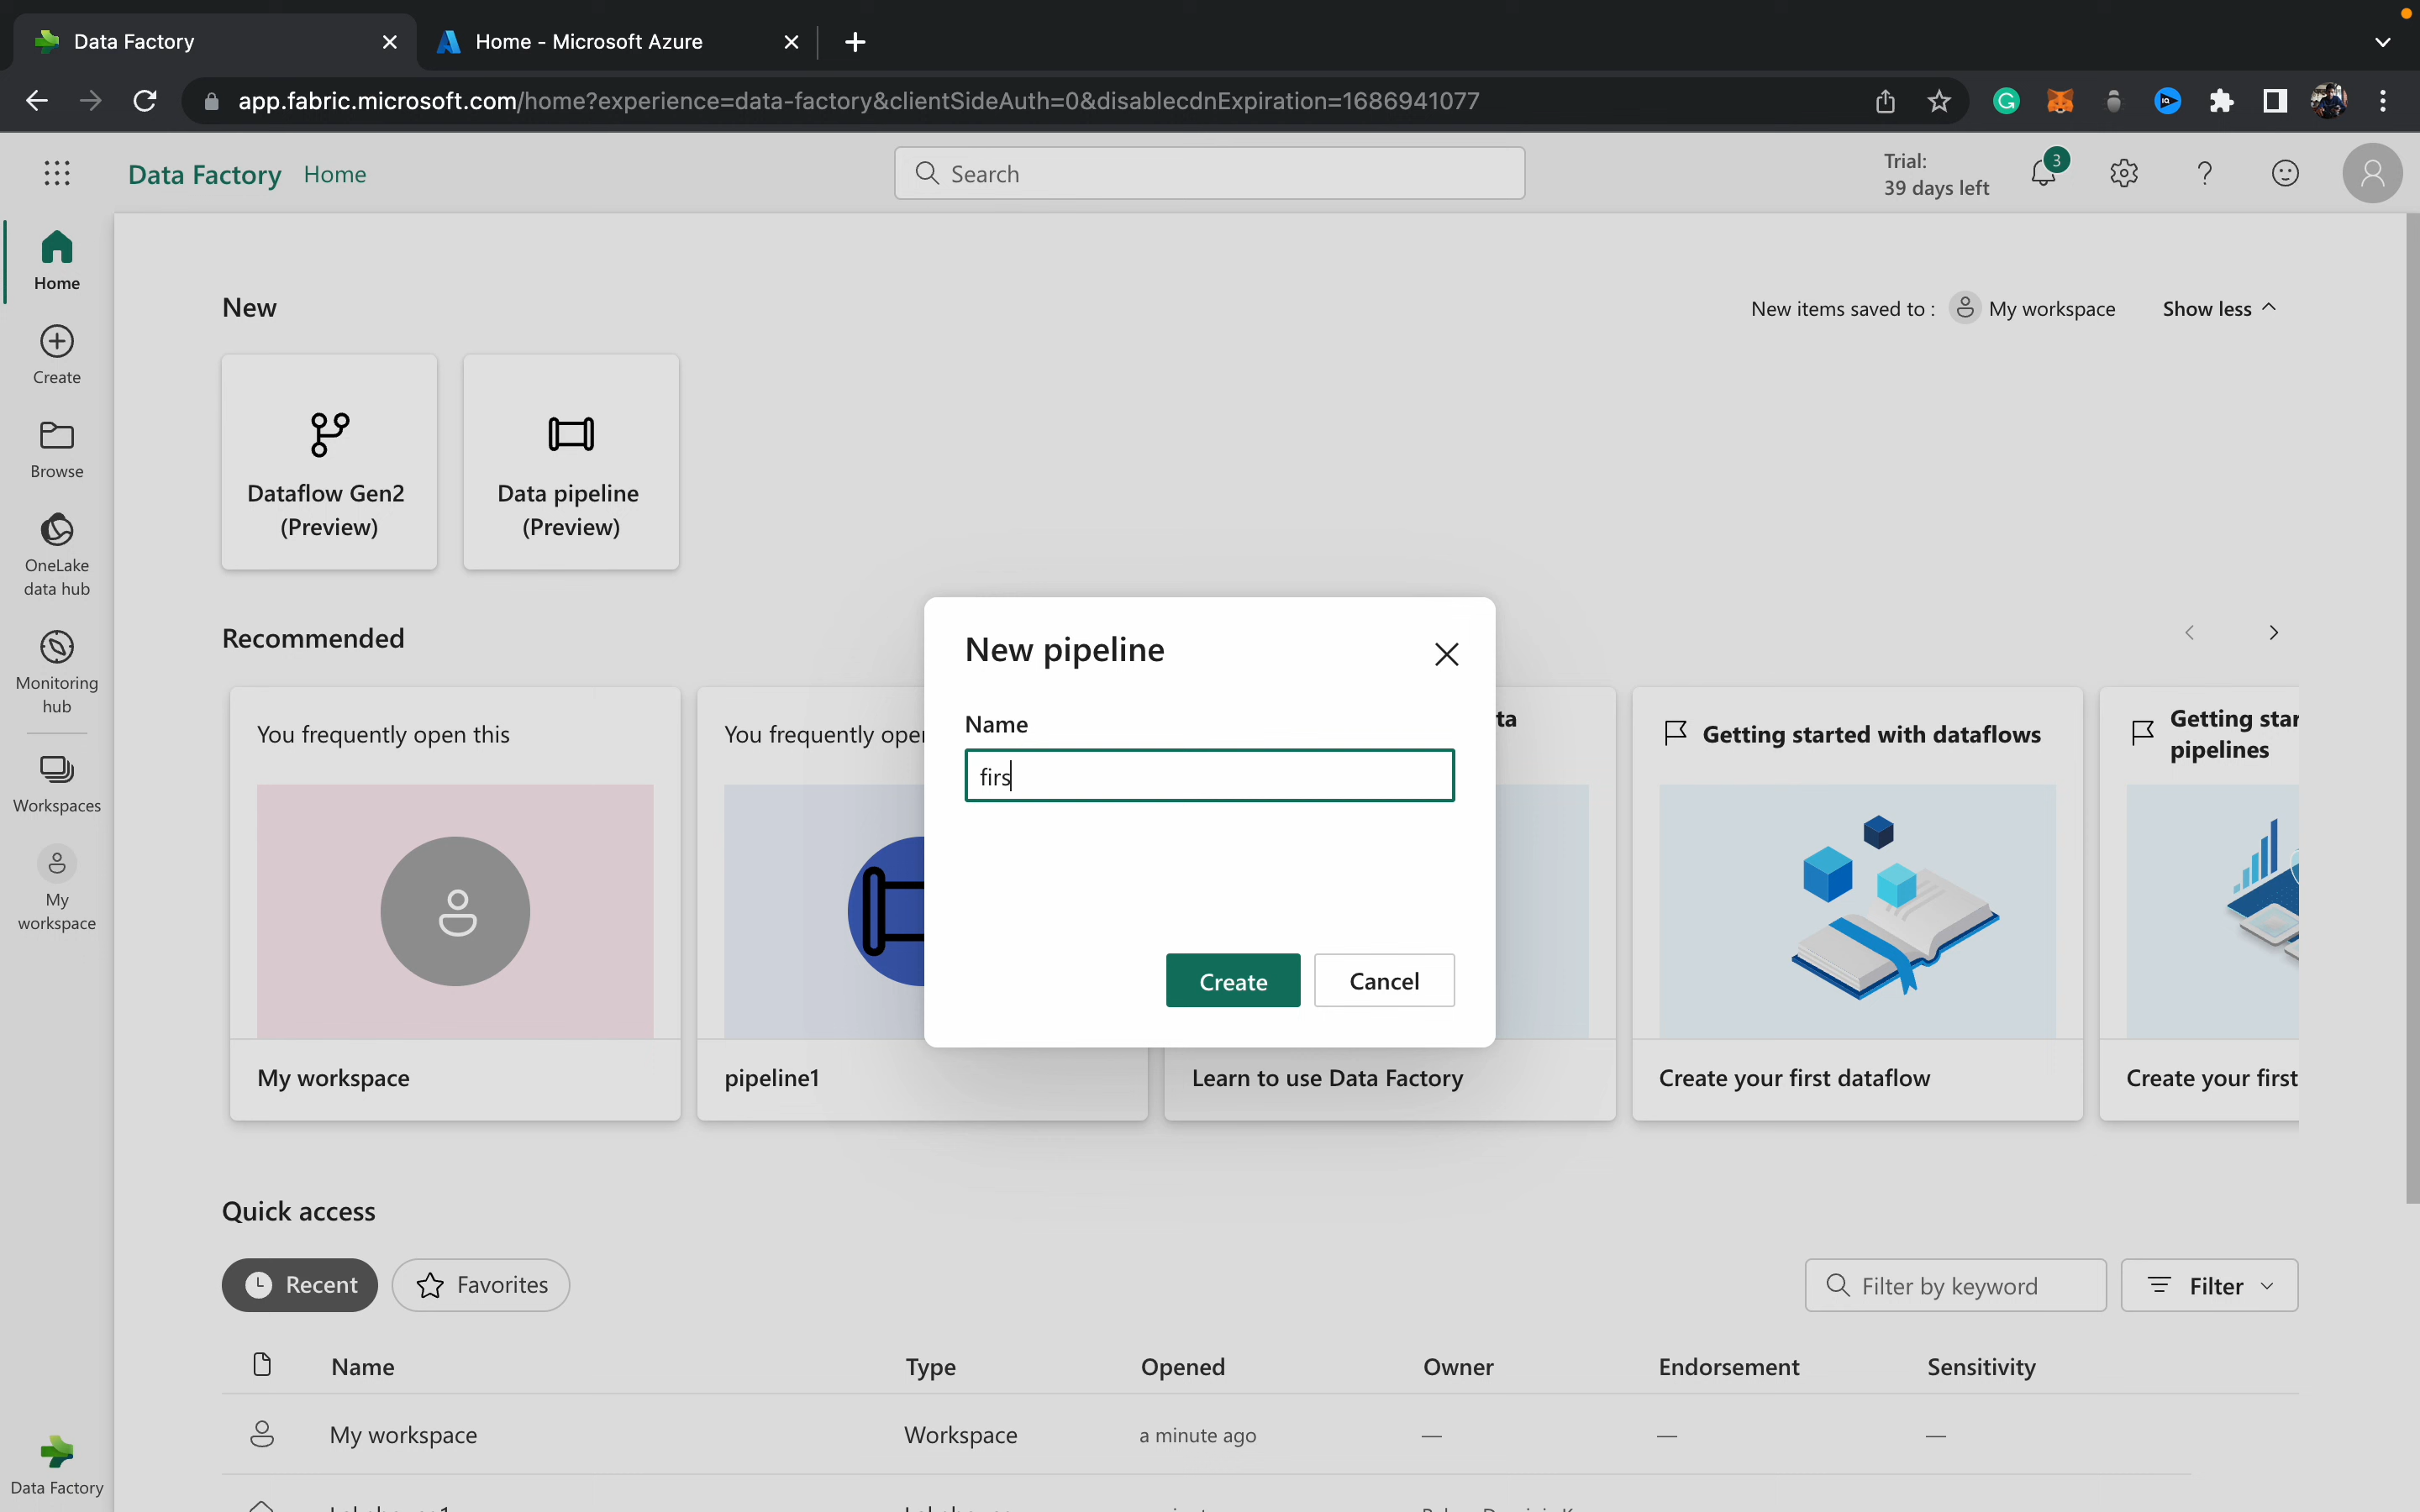 Data Factory
Home - Microsoft Azure
app.fabric.microsoft.com/home?experience=data-factory&clientSideAuth=0&disablecdnExpiration=1686941077
Data Factory Home
Search
Trial:
39 days left
3
Home
Create
Browse
OneLake
data hub
Monitoring
hub
Workspaces
My
workspace
Data Factory
New
New items saved to : My workspace
Show less
Dataflow Gen2
(Preview)
Data pipeline
(Preview)
Recommended
You frequently open this
My workspace
You frequently
pipeline1
Learn to use Data Factory
Getting started with dataflows
Create your first dataflow
Getting
pipelines
Create your first
New pipeline
Name
firs
Create
Cancel
Quick access
Recent
Favorites
Filter by keyword
Filter
Name Type Opened Owner Endorsement Sensitivity
My workspace Workspace a minute ago — — —